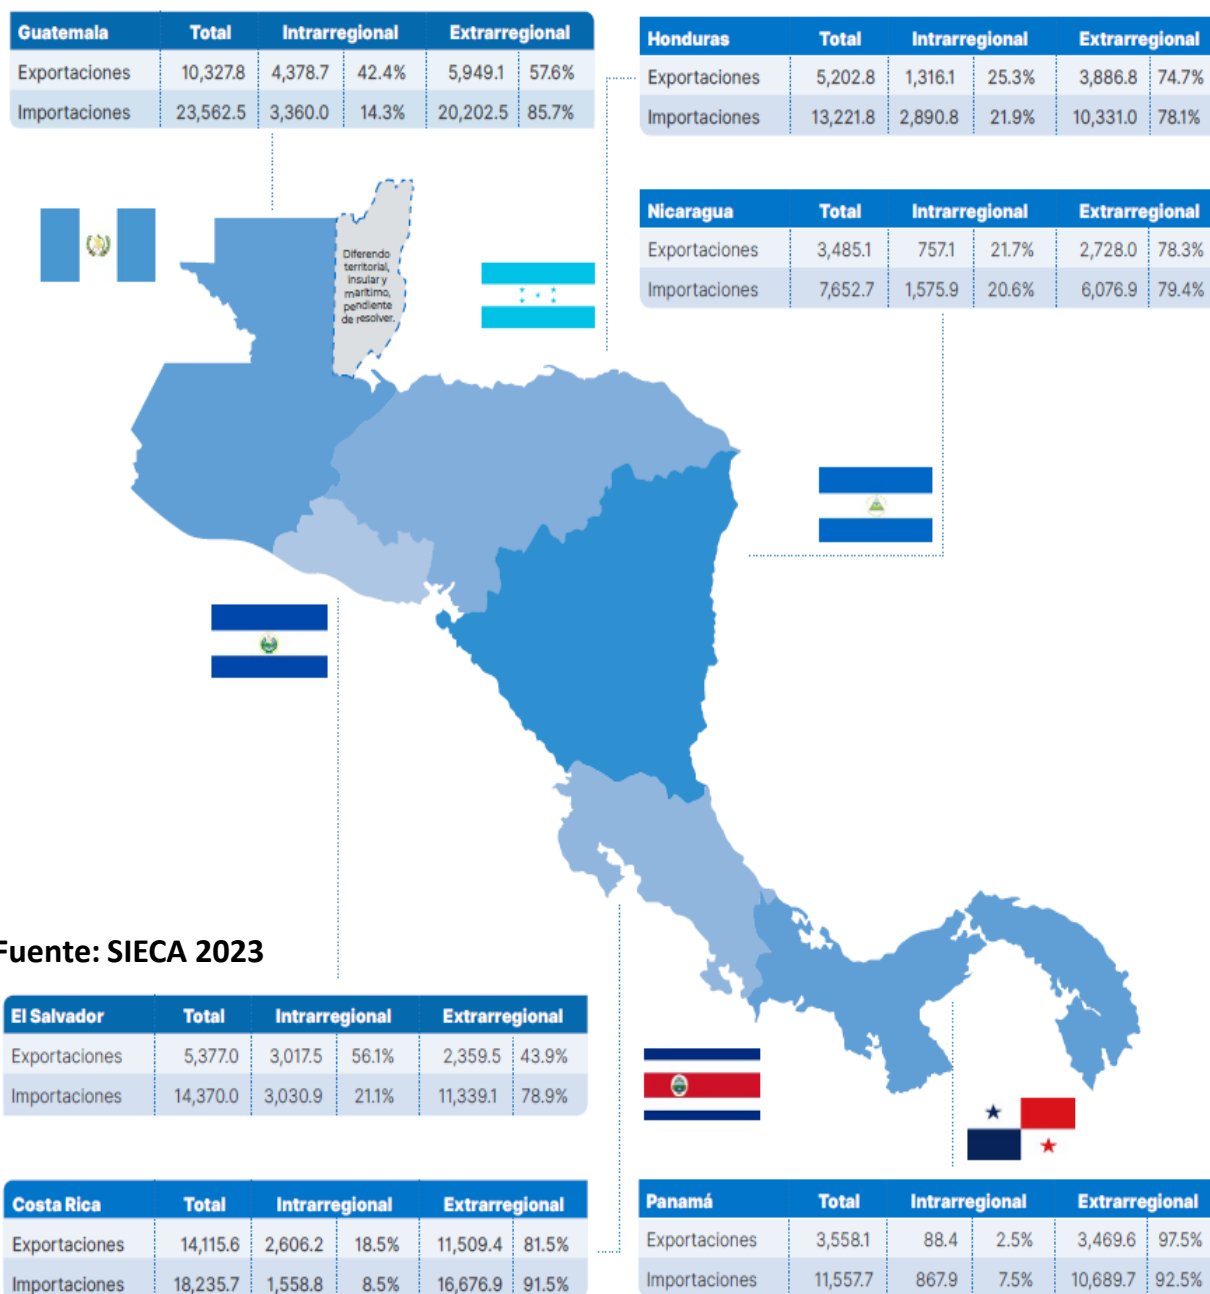 Guatemala Total Intrarregional Extrarregional
Exportaciones 10,327.8 4,378.7 42.4% 5,949.1 57.6%
Importaciones 23,562.5 3,360.0 14.3% 20,202.5 85.7%
Honduras Total Intrarregional Extrarregional
Exportaciones 5,202.8 1,316.1 25.3% 3,886.8 74.7%
Importaciones 13,221.8 2,890.8 21.9% 10,331.0 78.1%
Nicaragua Total Intrarregional Extrarregional
Exportaciones 3,485.1 757.1 21.7% 2,728.0 78.3%
Importaciones 7,652.7 1,575.9 20.6% 6,076.9 79.4%
Diferendo
territorial,
insular y
marítimo,
pendiente
de resolver.
Fuente: SIECA 2023
El Salvador Total Intrarregional Extrarregional
Exportaciones 5,377.0 3,017.5 56.1% 2,359.5 43.9%
Importaciones 14,370.0 3,030.9 21.1% 11,339.1 78.9%
Costa Rica Total Intrarregional Extrarregional
Exportaciones 14,115.6 2,606.2 18.5% 11,509.4 81.5%
Importaciones 18,235.7 1,558.8 8.5% 16,676.9 91.5%
Panamá Total Intrarregional Extrarregional
Exportaciones 3,558.1 88.4 2.5% 3,469.6 97.5%
Importaciones 11,557.7 867.9 7.5% 10,689.7 92.5%